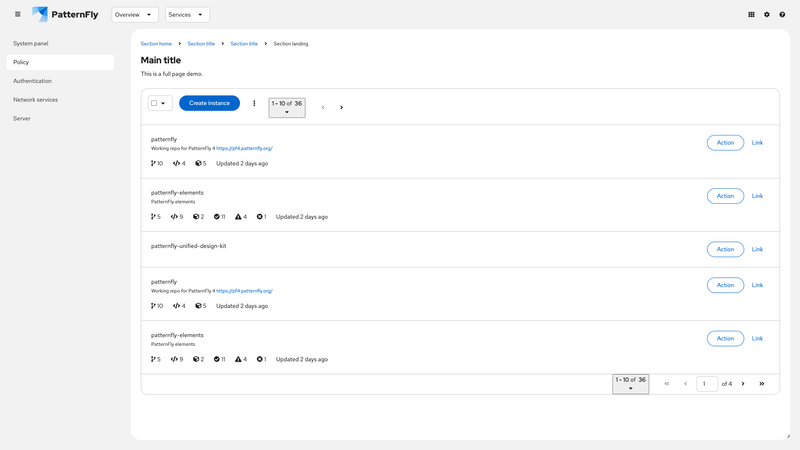 PatternFly
Overview
Services
System panel
Policy
Authentication
Network services
Server
Section home
Section title
Section title
Section landing
Main title
This is a full page demo.
Create instance
1 - 10 of 36
patternfly
Working repo for PatternFly 4 https://pf4.patternfly.org/
10 4 5 Updated 2 days ago
Action Link
patternfly-elements
PatternFly elements
5 9 2 11 4 1 Updated 2 days ago
Action Link
patternfly-unified-design-kit
Action Link
patternfly
Working repo for PatternFly 4 https://pf4.patternfly.org/
10 4 5 Updated 2 days ago
Action Link
patternfly-elements
PatternFly elements
5 9 2 11 4 1 Updated 2 days ago
Action Link
1 - 10 of 36
1 of 4